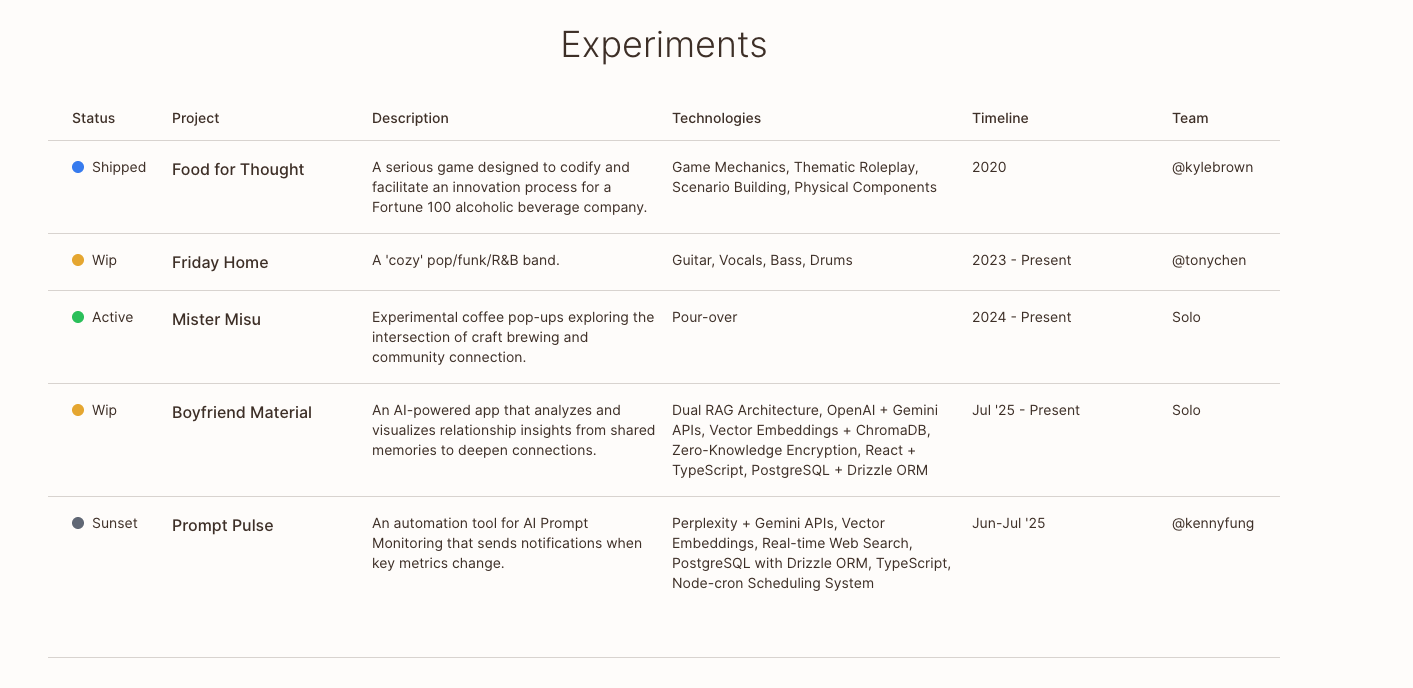 Experiments
Status Project Description Technologies Timeline Team
Shipped Food for Thought A serious game designed to codify and Game Mechanics, Thematic Roleplay, 2020 @kylebrown
facilitate an innovation process for a Scenario Building, Physical Components
Fortune 100 alcoholic beverage company.
Wip Friday Home A 'cozy' pop/funk/R&B band. Guitar, Vocals, Bass, Drums 2023 - Present @tonychen
Active Mister Misu Experimental coffee pop-ups exploring the Pour-over 2024 - Present Solo
intersection of craft brewing and
community connection.
Wip Boyfriend Material An AI-powered app that analyzes and Dual RAG Architecture, OpenAI + Gemini Jul '25 - Present Solo
visualizes relationship insights from shared APIs, Vector Embeddings + ChromaDB,
memories to deepen connections. Zero-Knowledge Encryption, React +
TypeScript, PostgreSQL + Drizzle ORM
Sunset Prompt Pulse An automation tool for AI Prompt Perplexity + Gemini APIs, Vector Jun-Jul '25 @kennyfung
Monitoring that sends notifications when Embeddings, Real-time Web Search,
key metrics change. PostgreSQL with Drizzle ORM, TypeScript,
Node-cron Scheduling System